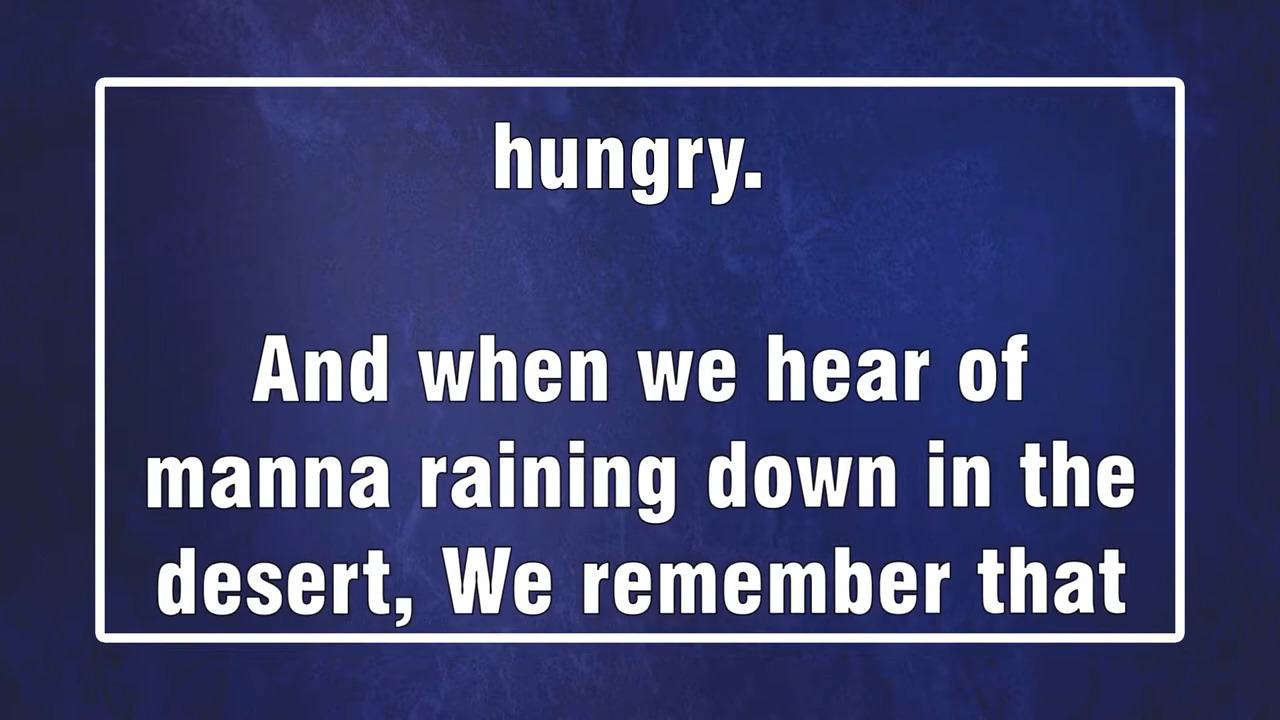 hungry.
And when we hear of
manna raining down in the
desert, We remember that